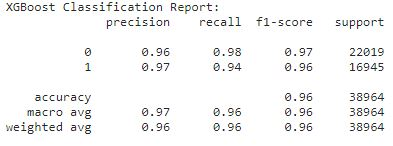 XGBoost Classification Report:
precision recall f1-score support
0 0.96 0.98 0.97 22019
1 0.97 0.94 0.96 16945
accuracy 0.96 38964
macro avg 0.97 0.96 0.96 38964
weighted avg 0.96 0.96 0.96 38964